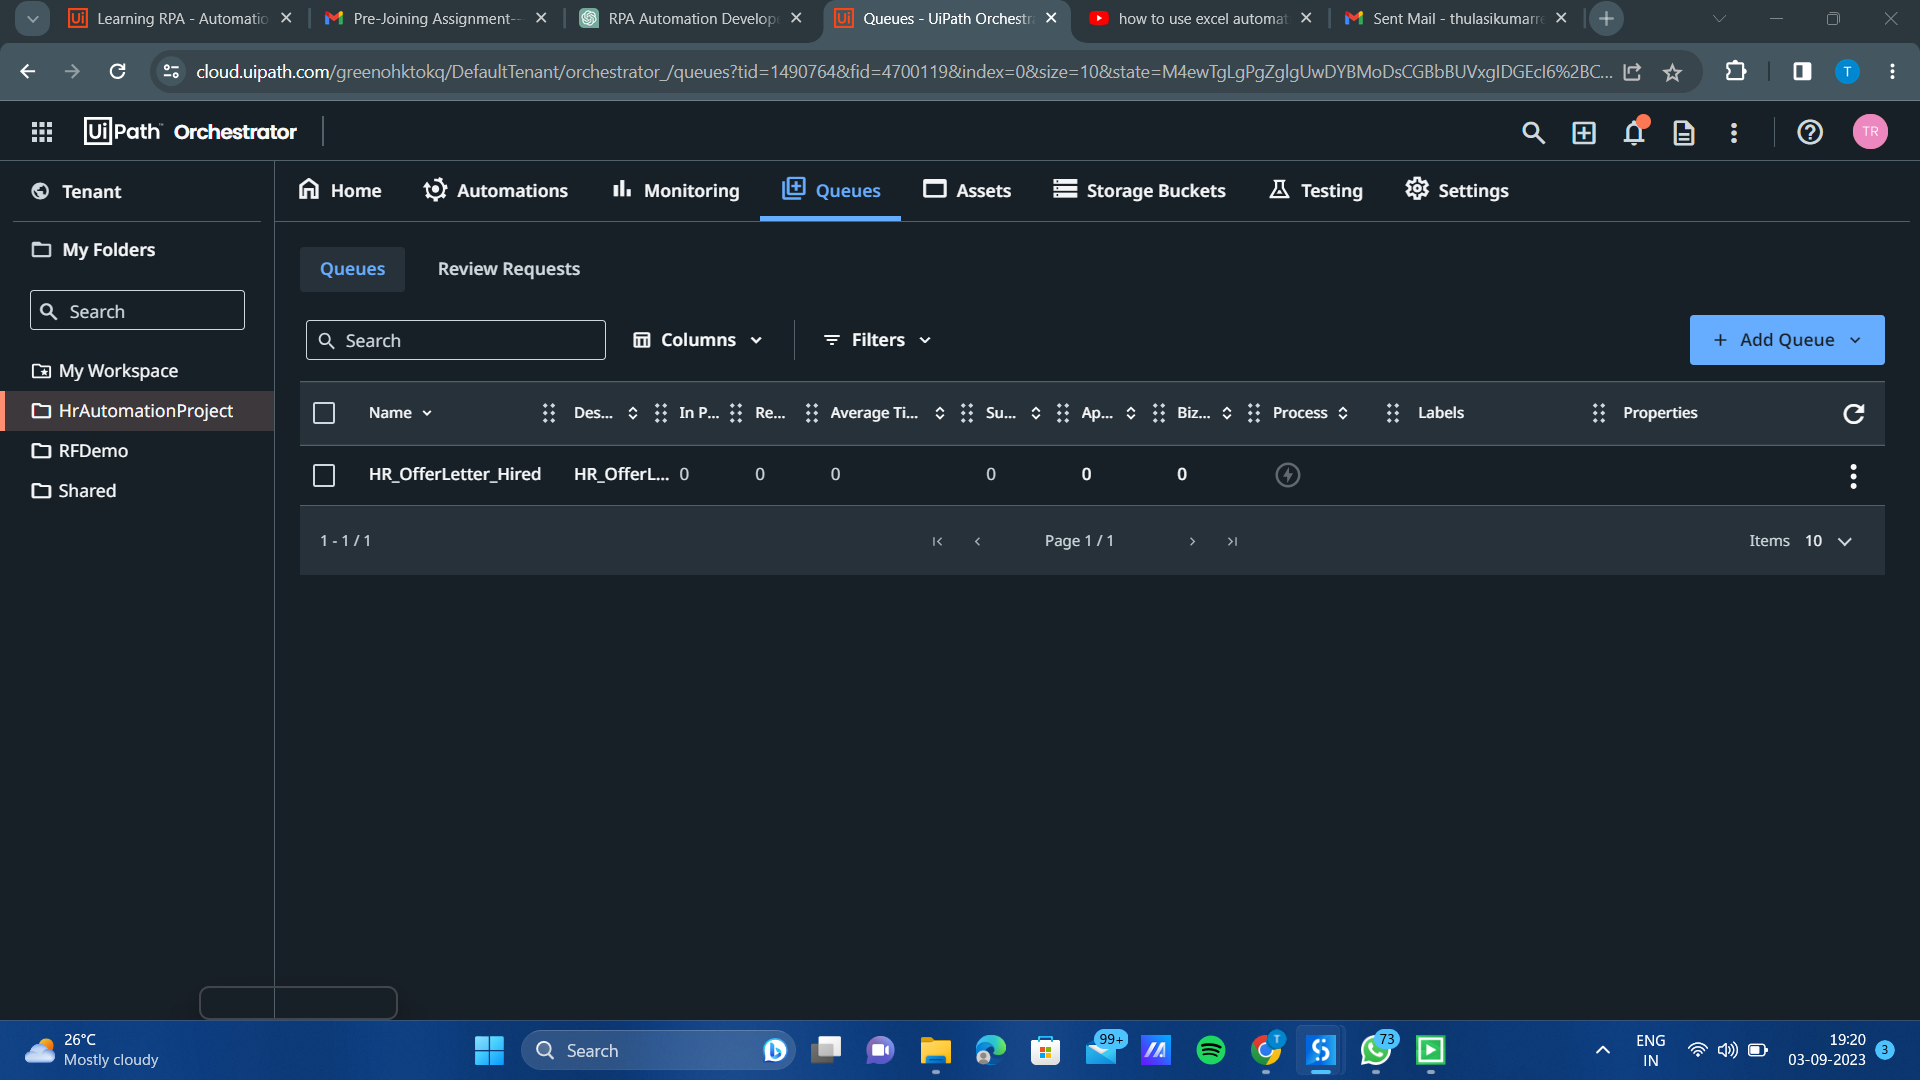 Learning RPA - Automatio
Pre-Joining Assignment--
RPA Automation Develop
Queues - UiPath Orchestr
how to use excel automat
Sent Mail - thulasikumarre
cloud.uipath.com/greenohktokq/DefaultTenant/orchestrator_/queues?tid=1490764&fid=4700119&index=0&size=10&state=M4ewTgLgPgZglgUwDYBMoDsCGBbBUVxgIDGEcI6%2BC...
T
UiPath™ Orchestrator
TR
Tenant
Home
Automations
Monitoring
Queues
Assets
Storage Buckets
Testing
Settings
My Folders
Queues
Review Requests
Search
Search
Columns
Filters
+ Add Queue
My Workspace
HrAutomationProject
RFDemo
Shared
Name
Des...
In P...
Re...
Average Ti...
Su...
Ap...
Biz...
Process
Labels
Properties
HR_OfferLetter_Hired
HR_OfferL...
0
0
0
0
0
0
1 - 1 / 1
Page 1 / 1
Items 10
26°C
Mostly cloudy
Search
99+
T
73
ENG
IN
19:20
03-09-2023
3